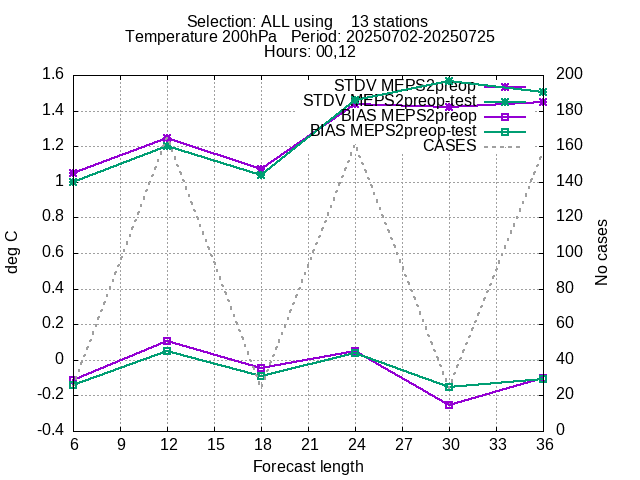 Selection: ALL using 13 stations
Temperature 200hPa Period: 20250702-20250725
Hours: 00,12
1.6 200
STDV MEPS2preop
STDV MEPS2preop-test
1.4 180
BIAS MEPS2preop
BIAS MEPS2preop-test
1.2 CASES 160
1 140
0.8 120
deg C
No cases
0.6 100
0.4 80
0.2 60
0 40
-0.2 20
-0.4 0
6 9 12 15 18 21 24 27 30 33 36
Forecast length